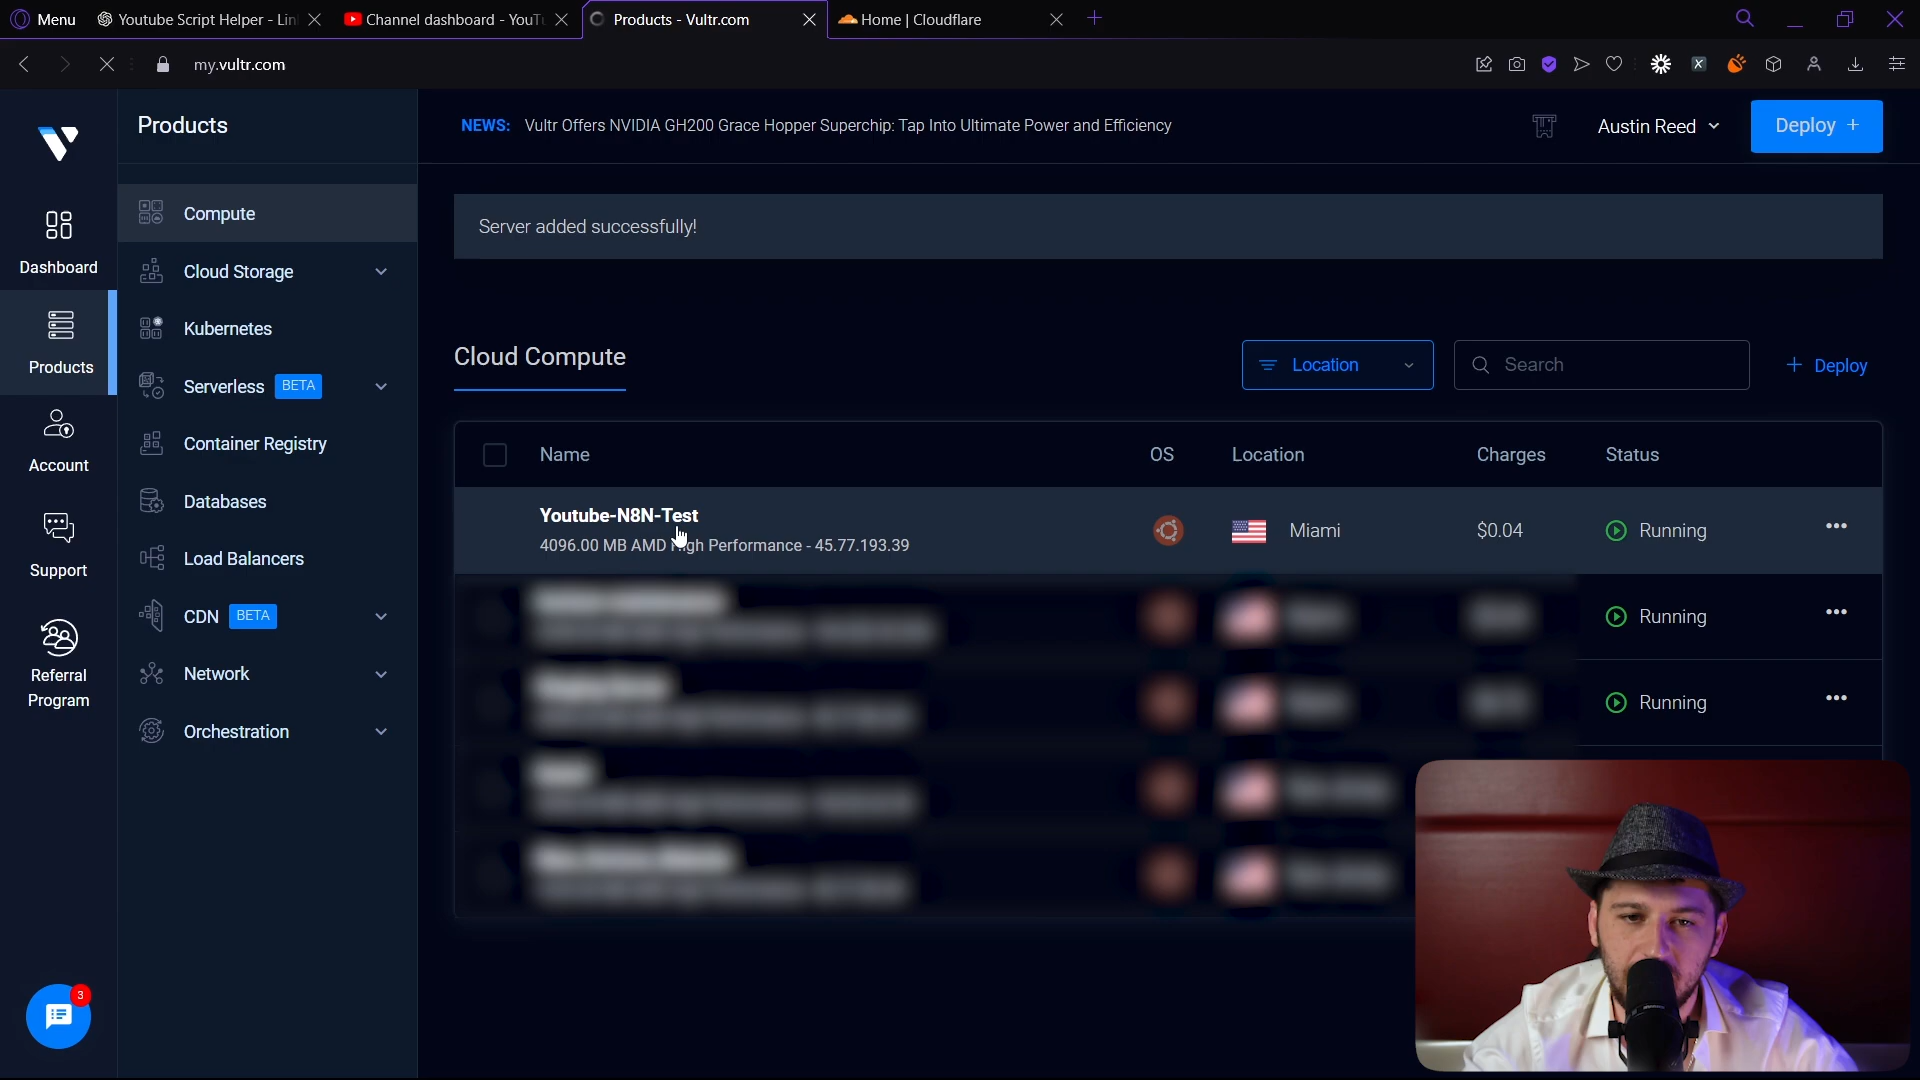 Menu
Youtube Script Helper - Lin
Channel dashboard - YouTu
Products - Vultr.com
Home | Cloudflare
my.vultr.com
Products
NEWS: Vultr Offers NVIDIA GH200 Grace Hopper Superchip: Tap Into Ultimate Power and Efficiency
Austin Reed
Deploy +
Dashboard
Products
Account
Support
Referral
Program
3
Compute
Cloud Storage
Kubernetes
Serverless BETA
Container Registry
Databases
Load Balancers
CDN BETA
Network
Orchestration
Server added successfully!
Cloud Compute
Location
Search
+ Deploy
Name OS Location Charges Status
Youtube-N8N-Test
4096.00 MB AMD High Performance - 45.77.193.39
Miami $0.04 Running
Running
Running